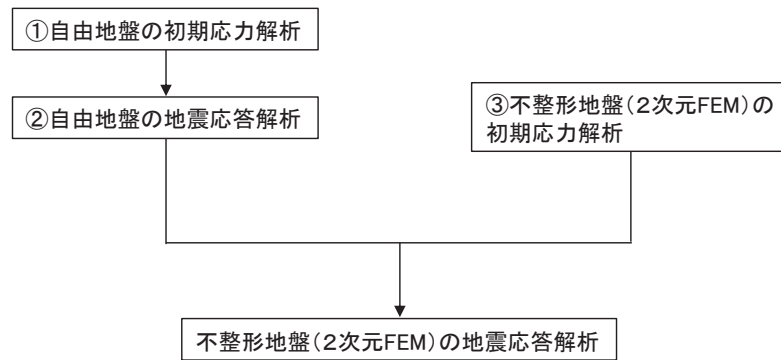 ①自由地盤の初期応力解析
②自由地盤の地震応答解析
③不整形地盤(2次元FEM)の
初期応力解析
不整形地盤(2次元FEM)の地震応答解析